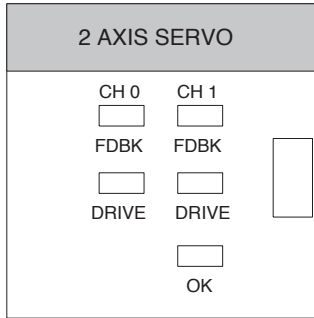 2 AXIS SERVO
CH 0 CH 1
FDBK FDBK
DRIVE DRIVE
OK